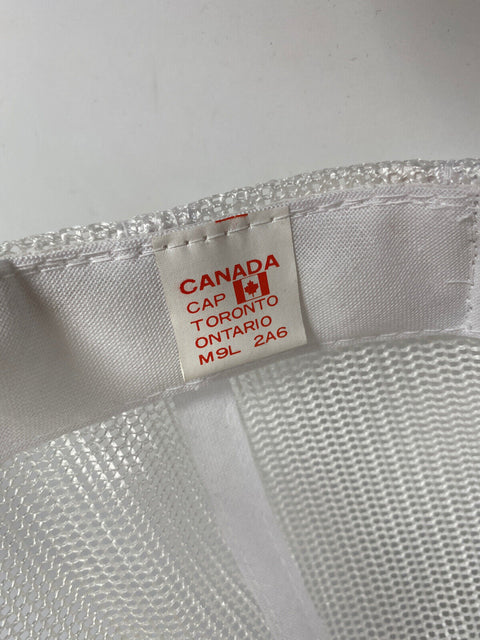 CANADA
CAP
TORONTO
ONTARIO
M9L 2A6